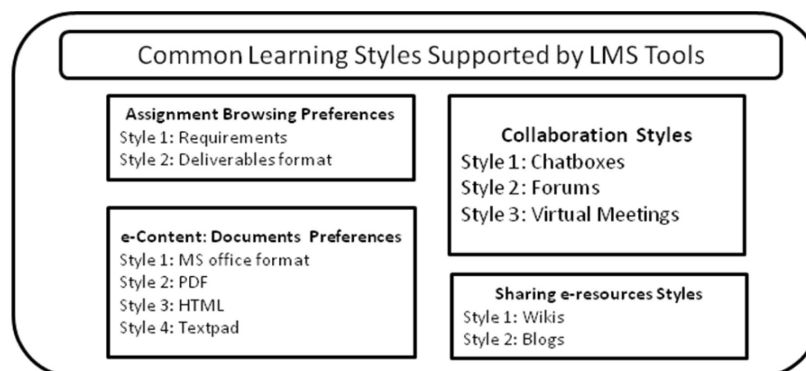 Common Learning Styles Supported by LMS Tools
Assignment Browsing Preferences
Style 1: Requirements
Style 2: Deliverables format
e-Content: Documents Preferences
Style 1: MS office format
Style 2: PDF
Style 3: HTML
Style 4: Textpad
Collaboration Styles
Style 1: Chatboxes
Style 2: Forums
Style 3: Virtual Meetings
Sharing e-resources Styles
Style 1: Wikis
Style 2: Blogs